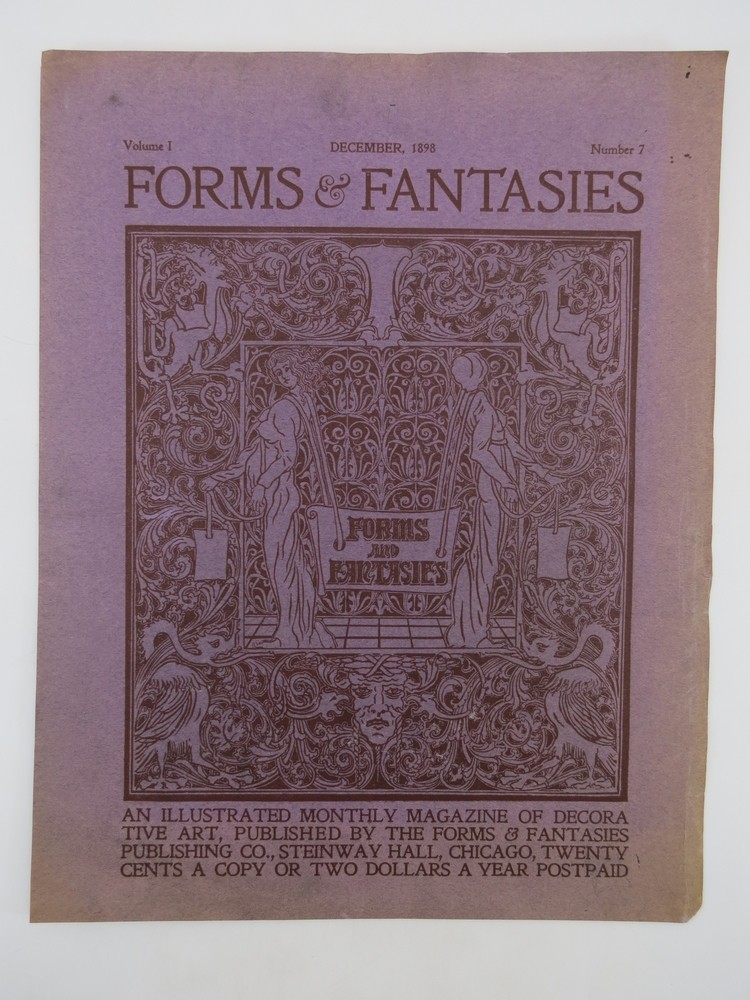 Volume I DECEMBER, 1898 Number 7
FORMS & FANTASIES
FORMS
AND
FANTASIES
AN ILLUSTRATED MONTHLY MAGAZINE OF DECORA
TIVE ART, PUBLISHED BY THE FORMS & FANTASIES
PUBLISHING CO., STEINWAY HALL, CHICAGO, TWENTY
CENTS A COPY OR TWO DOLLARS A YEAR POSTPAID